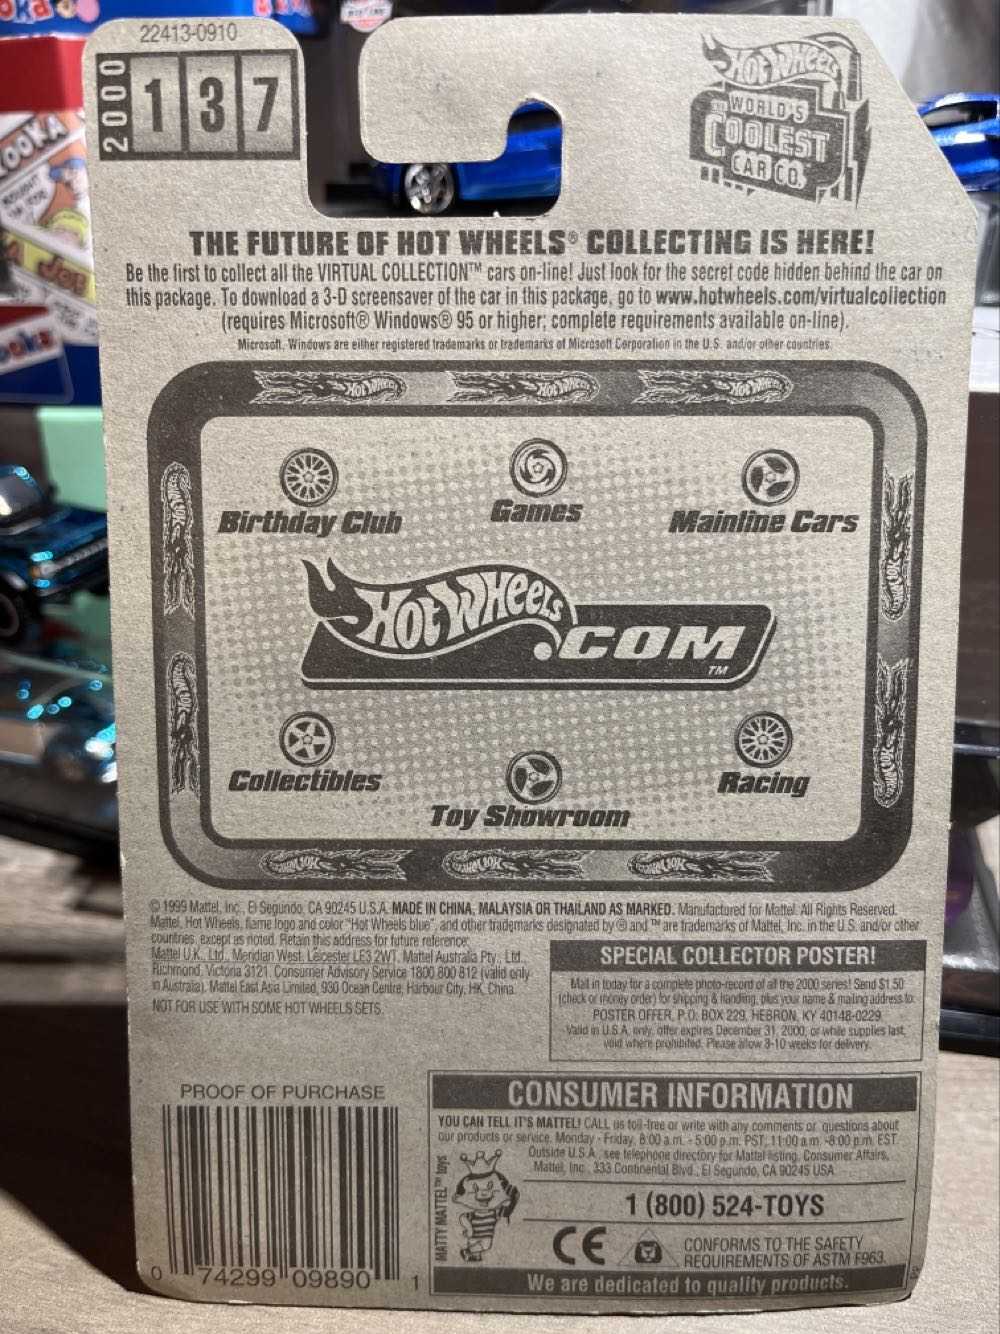 22413-0910
2000
137
HOT WHEELS
THE WORLD'S
COOLEST
CAR CO.
THE FUTURE OF HOT WHEELS® COLLECTING IS HERE!
Be the first to collect all the VIRTUAL COLLECTION™ cars on-line! Just look for the secret code hidden behind the car on
this package. To download a 3-D screensaver of the car in this package, go to www.hotwheels.com/virtualcollection
(requires Microsoft® Windows® 95 or higher; complete requirements available on-line).
Microsoft, Windows are either registered trademarks or trademarks of Microsoft Corporation in the U.S. and/or other countries.
HOT WHEELS HOT WHEELS HOT WHEELS
Birthday Club
Games
Mainline Cars
HOT WHEELS
.COM™
Collectibles
Toy Showroom
Racing
© 1999 Mattel, Inc., El Segundo, CA 90245 U.S.A. MADE IN CHINA, MALAYSIA OR THAILAND AS MARKED. Manufactured for Mattel. All Rights Reserved.
Mattel, Hot Wheels, flame logo and color "Hot Wheels blue", and other trademarks designated by ® and ™ are trademarks of Mattel, Inc. in the U.S. and/or other
countries, except as noted. Retain this address for future reference:
Mattel U.K., Ltd., Meridian West, Leicester LE3 2WT. Mattel Australia Pty., Ltd.,
Richmond, Victoria 3121. Consumer Advisory Service 1800 800 812 (valid only
in Australia). Mattel East Asia Limited, 930 Ocean Centre, Harbour City, HK, China.
NOT FOR USE WITH SOME HOT WHEELS SETS.
SPECIAL COLLECTOR POSTER!
Mail in today for a complete photo-record of all the 2000 series! Send $1.50
(check or money order) for shipping & handling, plus your name & mailing address to:
POSTER OFFER, P.O. BOX 229, HEBRON, KY 40148-0229.
Valid in U.S.A. only, offer expires December 31, 2000, or while supplies last,
void where prohibited. Please allow 8-10 weeks for delivery.
PROOF OF PURCHASE
0 74299 09890 1
CONSUMER INFORMATION
YOU CAN TELL IT'S MATTEL! CALL us toll-free or write with any comments or questions about
our products or service. Monday - Friday, 8:00 a.m. - 5:00 p.m. PST, 11:00 a.m. -8:00 p.m. EST.
Outside U.S.A., see telephone directory for Mattel listing. Consumer Affairs,
Mattel, Inc., 333 Continental Blvd., El Segundo, CA 90245 USA.
MATTY MATTEL™ toys
1 (800) 524-TOYS
CE
CONFORMS TO THE SAFETY
REQUIREMENTS OF ASTM F963.
We are dedicated to quality products.